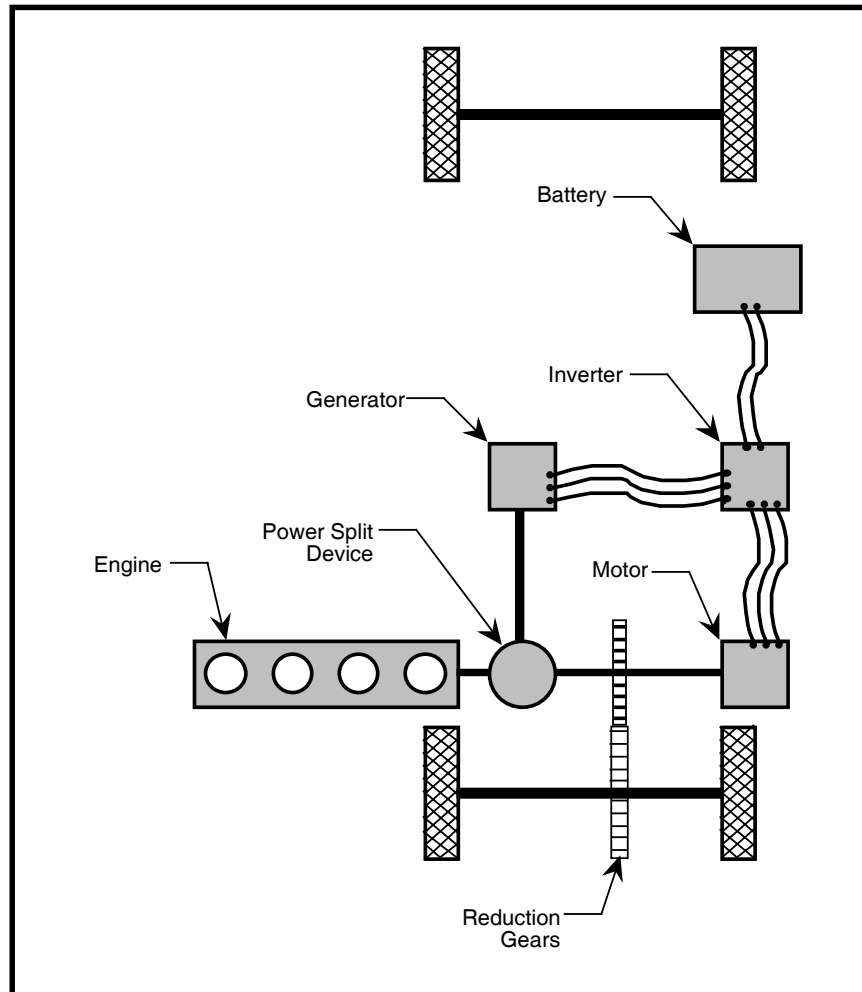 Battery
Inverter
Generator
Power Split
Device
Engine
Motor
Reduction
Gears